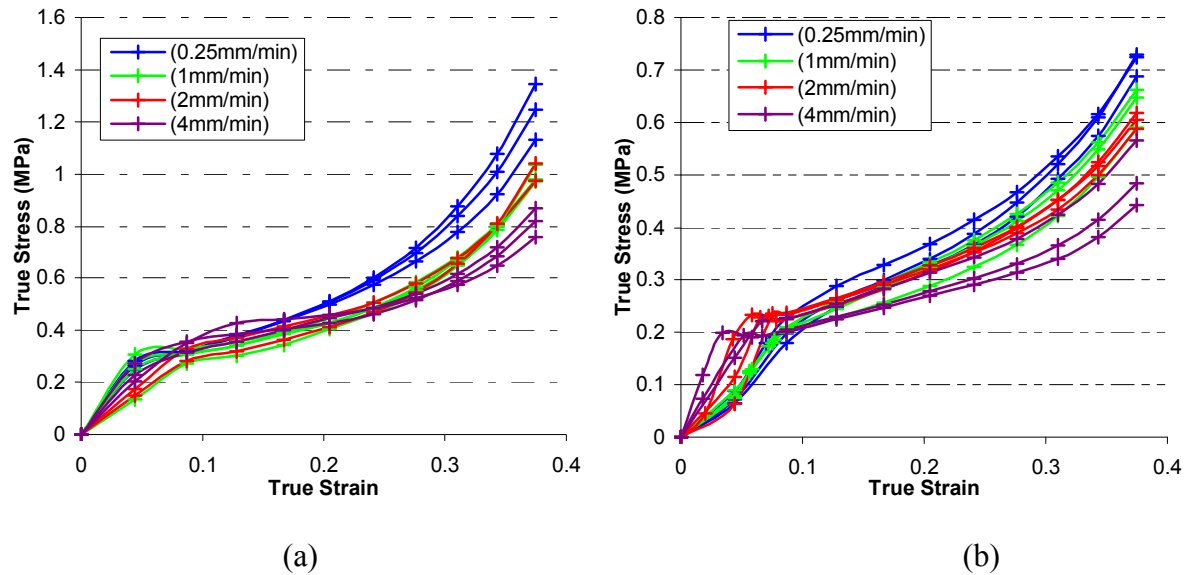 1.6
1.4
1.2
1
0.8
0.6
0.4
0.2
0
True Stress (MPa)
(0.25mm/min)
(1mm/min)
(2mm/min)
(4mm/min)
0
0.1
0.2
0.3
0.4
True Strain
(a)
0.8
0.7
0.6
0.5
0.4
0.3
0.2
0.1
0
True Stress (MPa)
(0.25mm/min)
(1mm/min)
(2mm/min)
(4mm/min)
0
0.1
0.2
0.3
0.4
True Strain
(b)